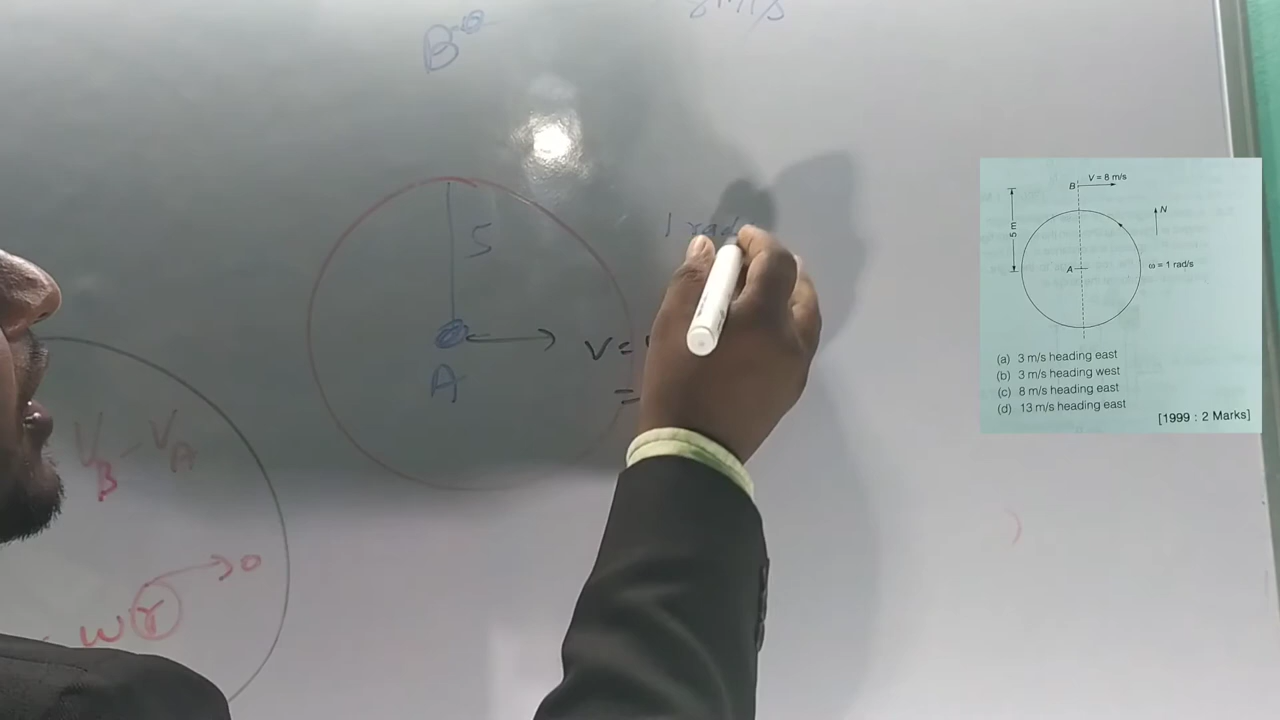 B
5
1 rad
V=
=
A
V_B - V_A
ωr
0
B
V = 8 m/s
N
5 m
A
ω = 1 rad/s
(a) 3 m/s heading east
(b) 3 m/s heading west
(c) 8 m/s heading east
(d) 13 m/s heading east
[1999 : 2 Marks]